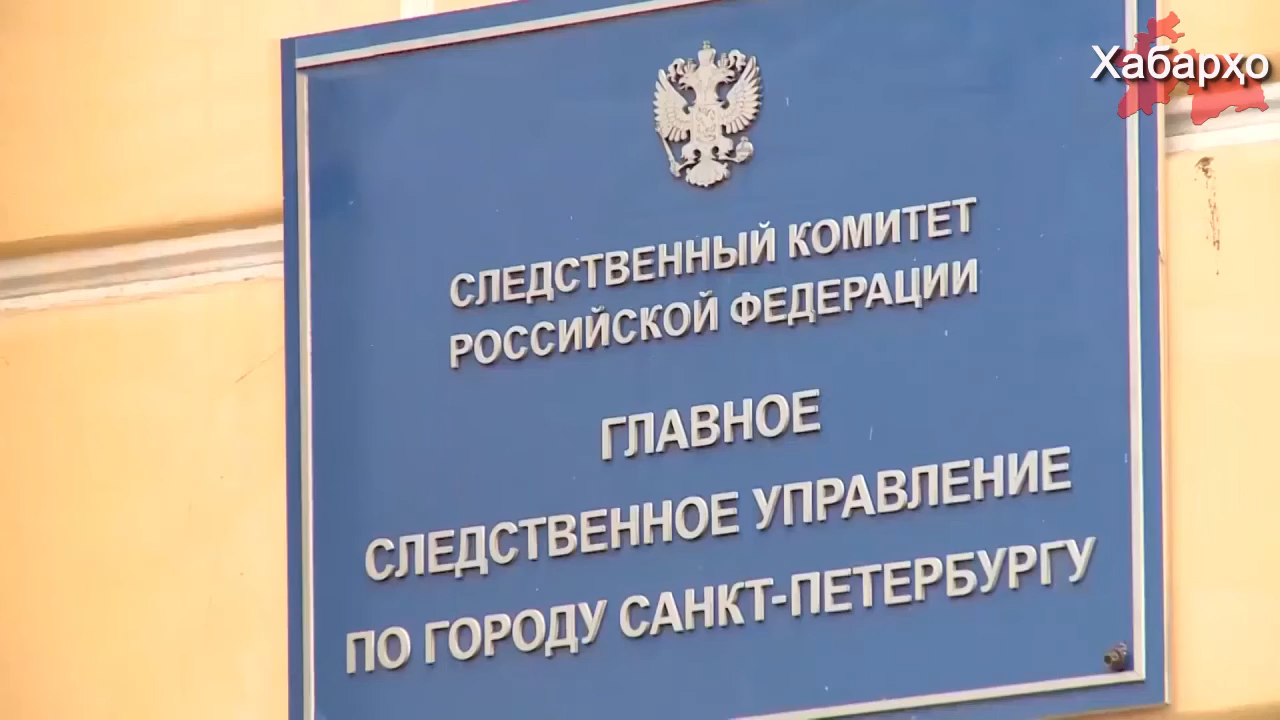 Хабарҳо
СЛЕДСТВЕННЫЙ КОМИТЕТ
РОССИЙСКОЙ ФЕДЕРАЦИИ
ГЛАВНОЕ
СЛЕДСТВЕННОЕ УПРАВЛЕНИЕ
ПО ГОРОДУ САНКТ-ПЕТЕРБУРГУ